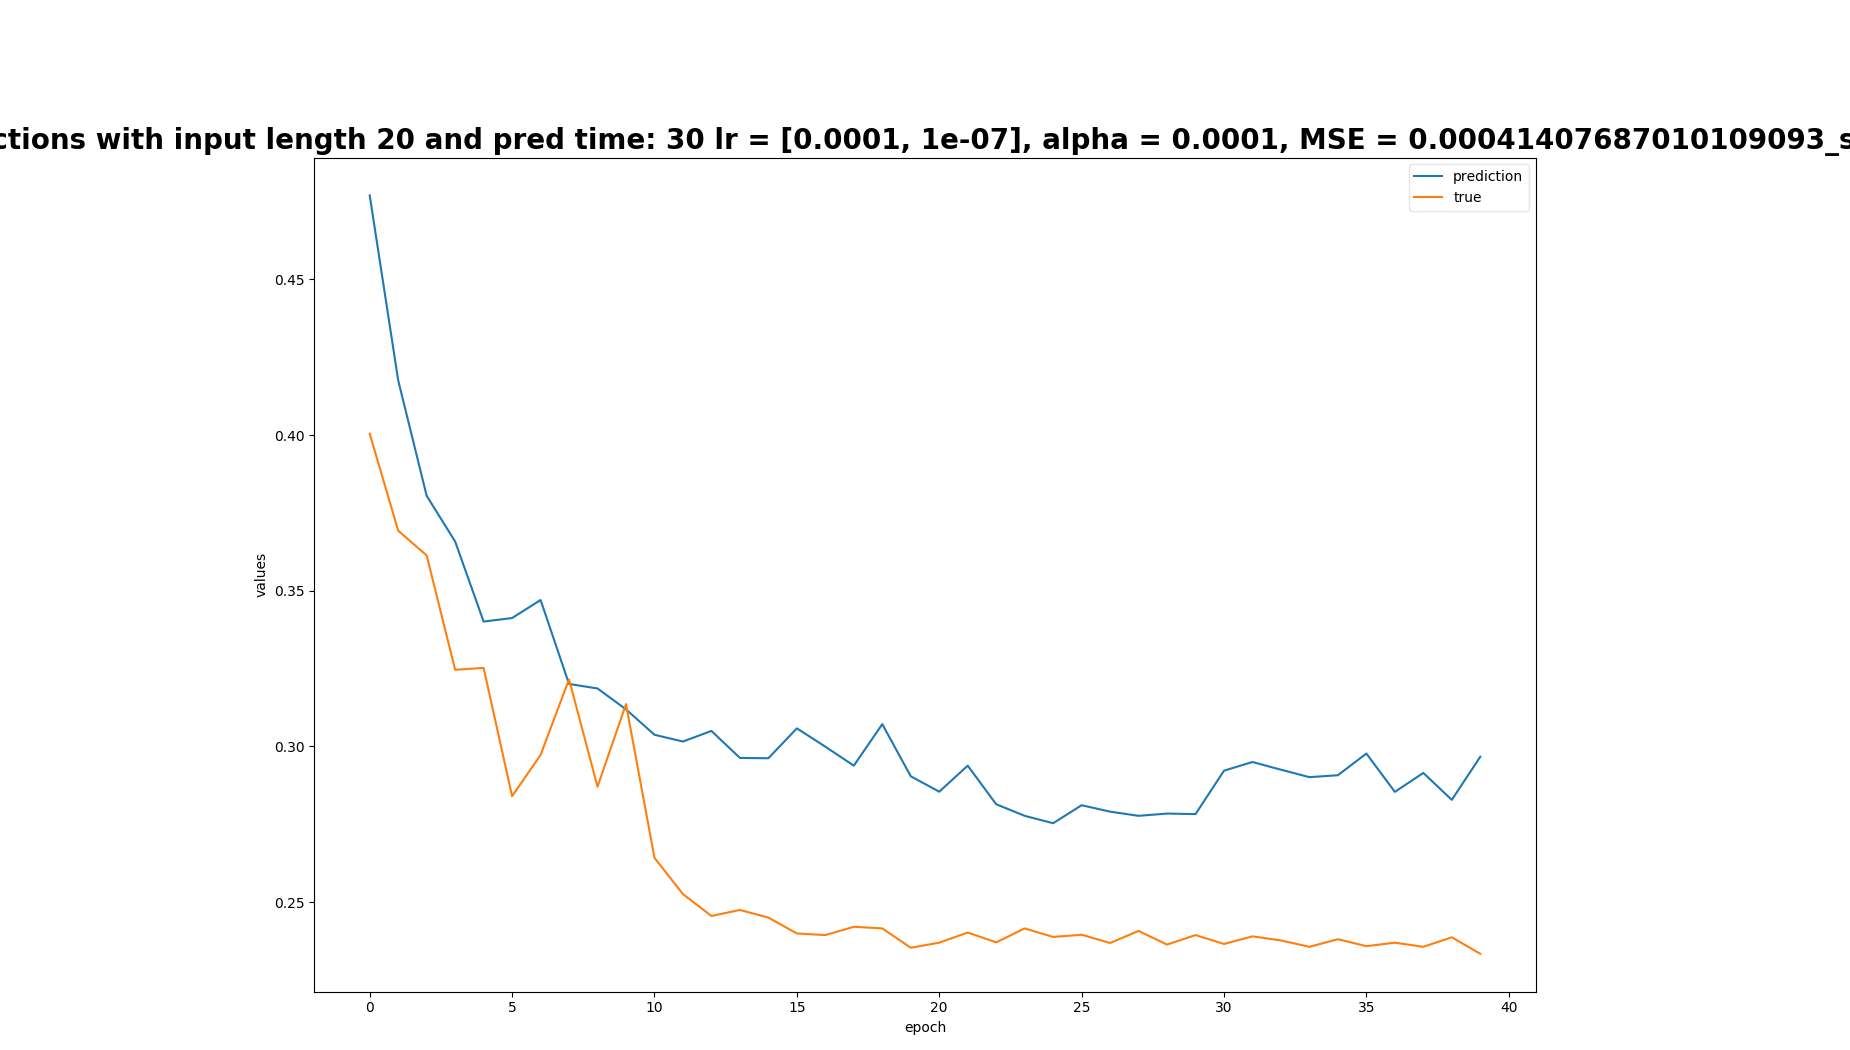 ctions with input length 20 and pred time: 30 lr = [0.0001, 1e-07], alpha = 0.0001, MSE = 0.00041407687010109093_s
prediction
true
0.45
0.40
0.35
0.30
0.25
values
0 5 10 15 20 25 30 35 40
epoch